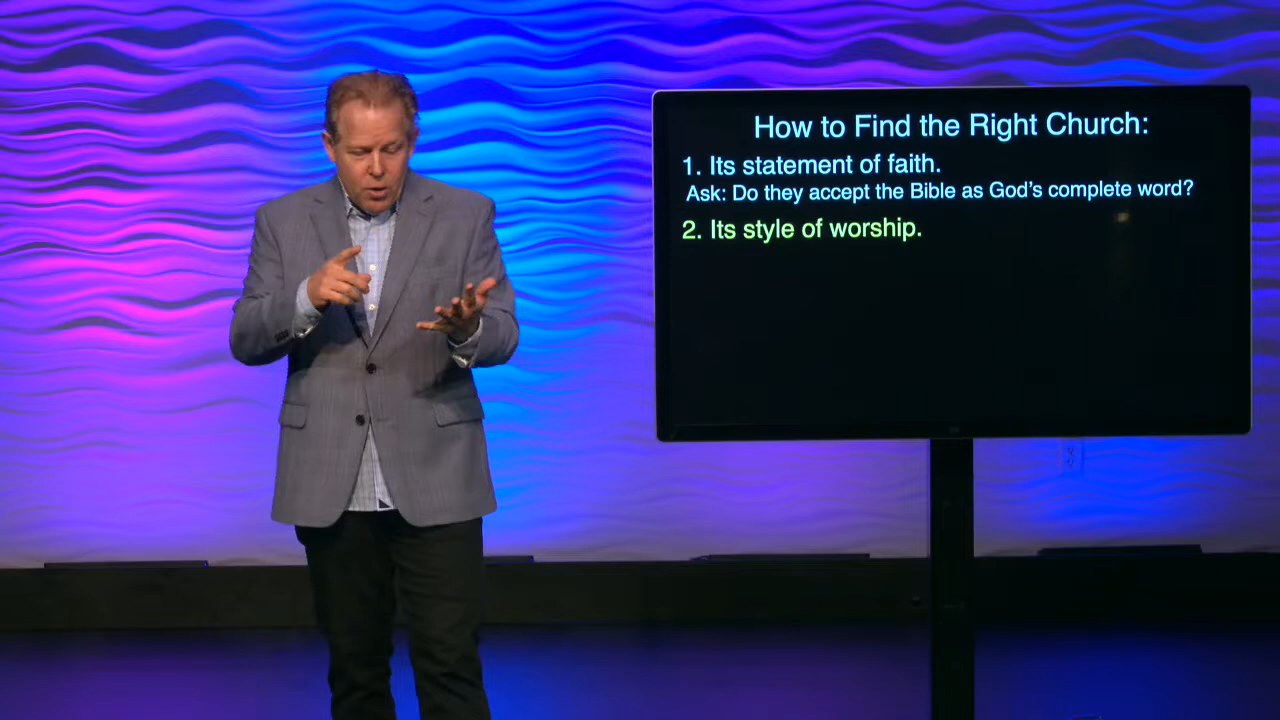 How to Find the Right Church:
1. Its statement of faith.
Ask: Do they accept the Bible as God's complete word?
2. Its style of worship.